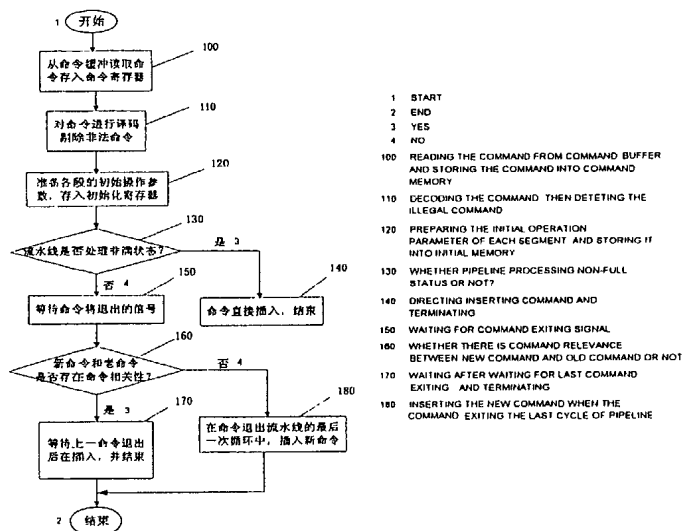 1 开始
100
从命令缓冲读取命
令存入命令寄存器
110
对命令进行译码
剔除非法命令
120
准备各段的初始操作参
数，存入初始化寄存器
130
流水线是否处理非满状态？
是 3
否 4
150
等待命令将退出的信号
140
命令直接插入，结束
160
新命令和老命令
是否存在命令相关性？
否 4
是 3
170
等待上一命令退出
后在插入，并结束
180
在命令退出流水线的最后
一次循环中，插入新命令
2 结束
1 START
2 END
3 YES
4 NO
100 READING THE COMMAND FROM COMMAND BUFFER
AND STORING THE COMMAND INTO COMMAND
MEMORY
110 DECODING THE COMMAND THEN DETETING THE
ILLEGAL COMMAND
120 PREPARING THE INITIAL OPERATION
PARAMETER OF EACH SEGMENT AND STORING IT
INTO INITIAL MEMORY
130 WHETHER PIPELINE PROCESSING NON-FULL
STATUS OR NOT?
140 DIRECTING INSERTING COMMAND AND
TERMINATING
150 WAITING FOR COMMAND EXITING SIGNAL
160 WHETHER THERE IS COMMAND RELEVANCE
BETWEEN NEW COMMAND AND OLD COMMAND OR NOT
170 WAITING AFTER WAITING FOR LAST COMMAND
EXITING AND TERMINATING
180 INSERTING THE NEW COMMAND WHEN THE
COMMAND EXITING THE LAST CYCLE OF PIPELINE